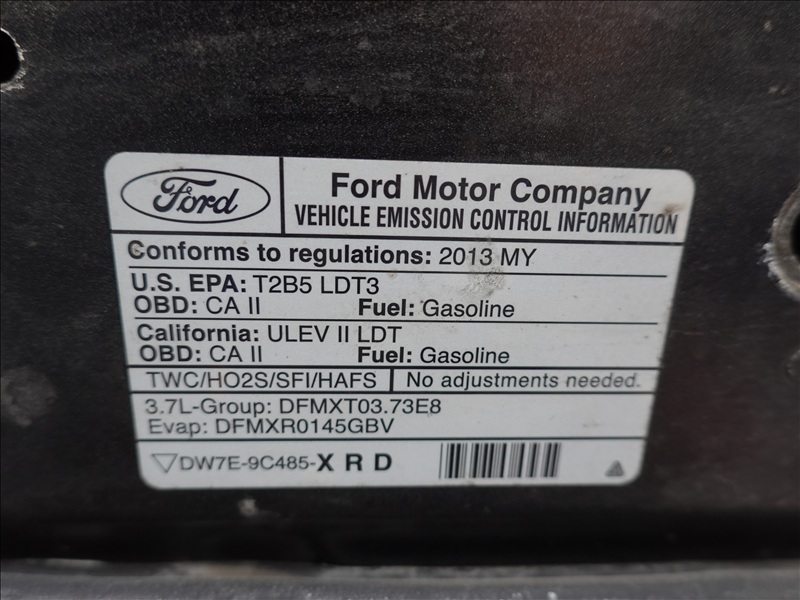 Ford
Ford Motor Company
VEHICLE EMISSION CONTROL INFORMATION
Conforms to regulations: 2013 MY
U.S. EPA: T2B5 LDT3
OBD: CA II Fuel: Gasoline
California: ULEV II LDT
OBD: CA II Fuel: Gasoline
TWC/HO2S/SFI/HAFS No adjustments needed.
3.7L-Group: DFMXT03.73E8
Evap: DFMXR0145GBV
DW7E-9C485-X R D